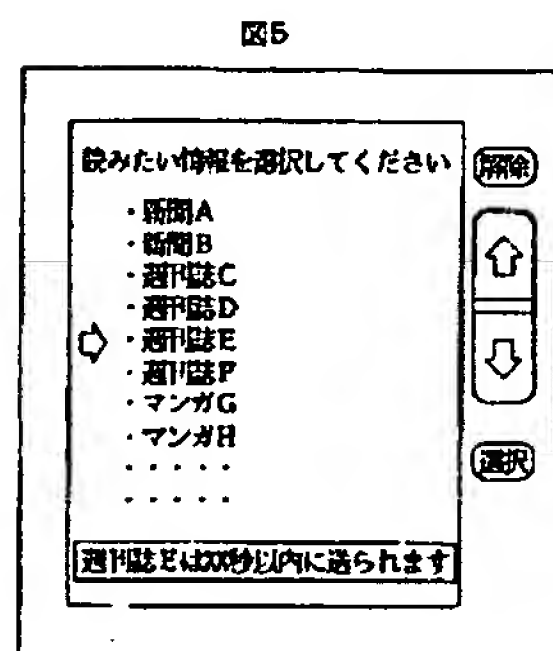 図5
読みたい情報を選択してください
解除
・新聞A
・新聞B
・週刊誌C
・週刊誌D
・週刊誌E
・週刊誌F
・マンガG
・マンガH
・・・・・
・・・・・
選択
週刊誌EはXX秒以内に送られます